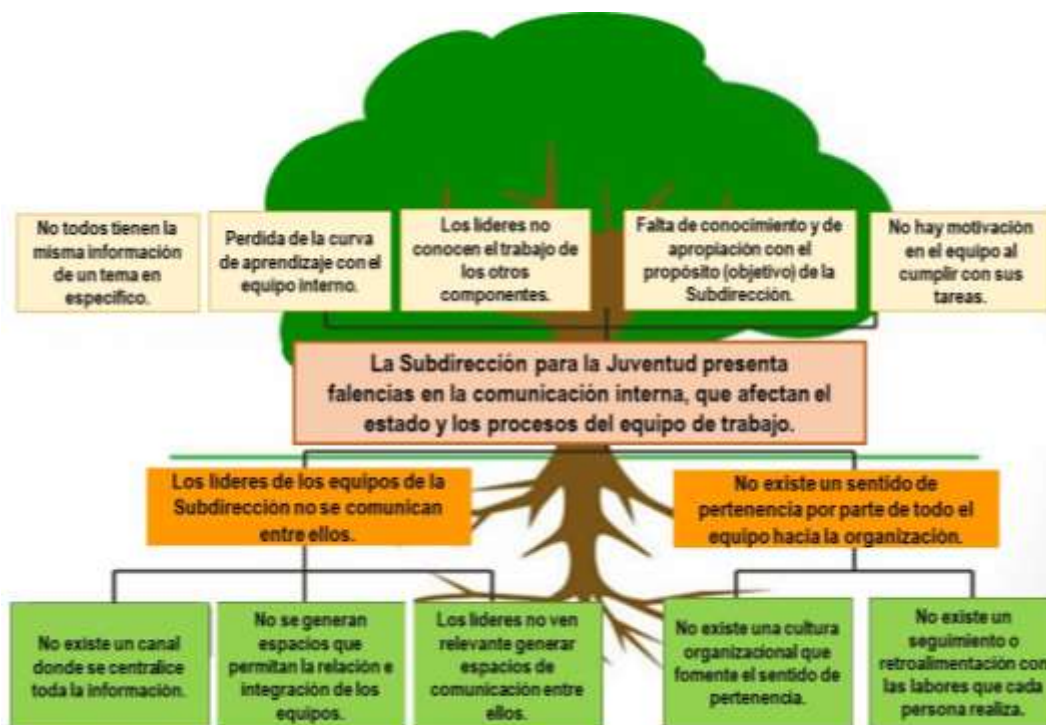 No todos tienen la
misma información
de un tema en
específico.
Perdida de la curva
de aprendizaje con el
equipo interno.
Los lideres no
conocen el trabajo de
los otros
componentes.
Falta de conocimiento y de
apropiación con el
propósito (objetivo) de la
Subdirección.
No hay motivación
en el equipo al
cumplir con sus
tareas.
La Subdirección para la Juventud presenta
falencias en la comunicación interna, que afectan el
estado y los procesos del equipo de trabajo.
Los lideres de los equipos de la
Subdirección no se comunican
entre ellos.
No existe un sentido de
pertenencia por parte de todo el
equipo hacia la organización.
No existe un canal
donde se centralice
toda la información.
No se generan
espacios que
permitan la relación e
integración de los
equipos.
Los lideres no ven
relevante generar
espacios de
comunicación entre
ellos.
No existe una cultura
organizacional que
fomente el sentido de
pertenencia.
No existe un
seguimiento o
retroalimentación con
las labores que cada
persona realiza.